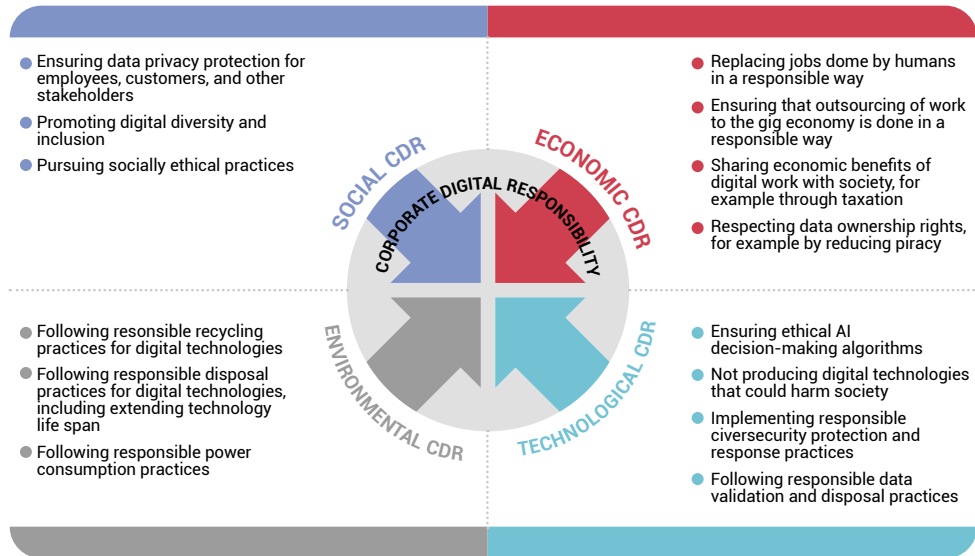 Ensuring data privacy protection for
employees, customers, and other
stakeholders
Promoting digital diversity and
inclusion
Pursuing socially ethical practices
Replacing jobs dome by humans
in a responsible way
Ensuring that outsourcing of work
to the gig economy is done in a
responsible way
Sharing economic benefits of
digital work with society, for
example through taxation
Respecting data ownership rights,
for example by reducing piracy
SOCIAL CDR
ECONOMIC CDR
CORPORATE DIGITAL RESPONSIBILITY
ENVIRONMENTAL CDR
TECHNOLOGICAL CDR
Following resonsible recycling
practices for digital technologies
Following responsible disposal
practices for digital technologies,
including extending technology
life span
Following responsible power
consumption practices
Ensuring ethical AI
decision-making algorithms
Not producing digital technologies
that could harm society
Implementing responsible
civersecurity protection and
response practices
Following responsible data
validation and disposal practices